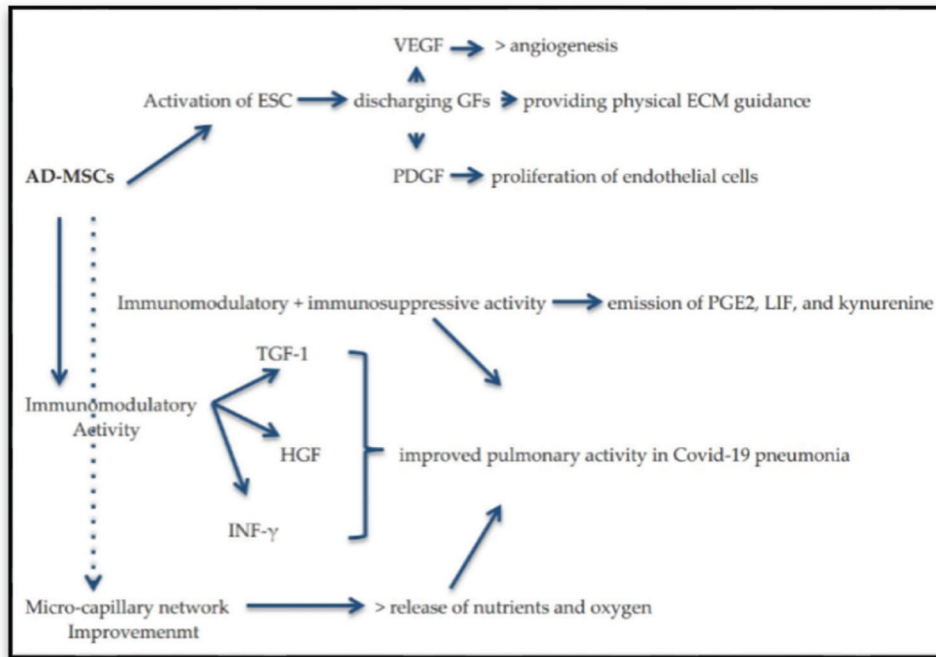 VEGF > angiogenesis
Activation of ESC discharging GFs providing physical ECM guidance
AD-MSCs
PDGF proliferation of endothelial cells
Immunomodulatory + immunosuppressive activity emission of PGE2, LIF, and kynurenine
TGF-1
Immunomodulatory
Activity
HGF
improved pulmonary activity in Covid-19 pneumonia
INF-γ
Micro-capillary network
Improvemenmt
> release of nutrients and oxygen